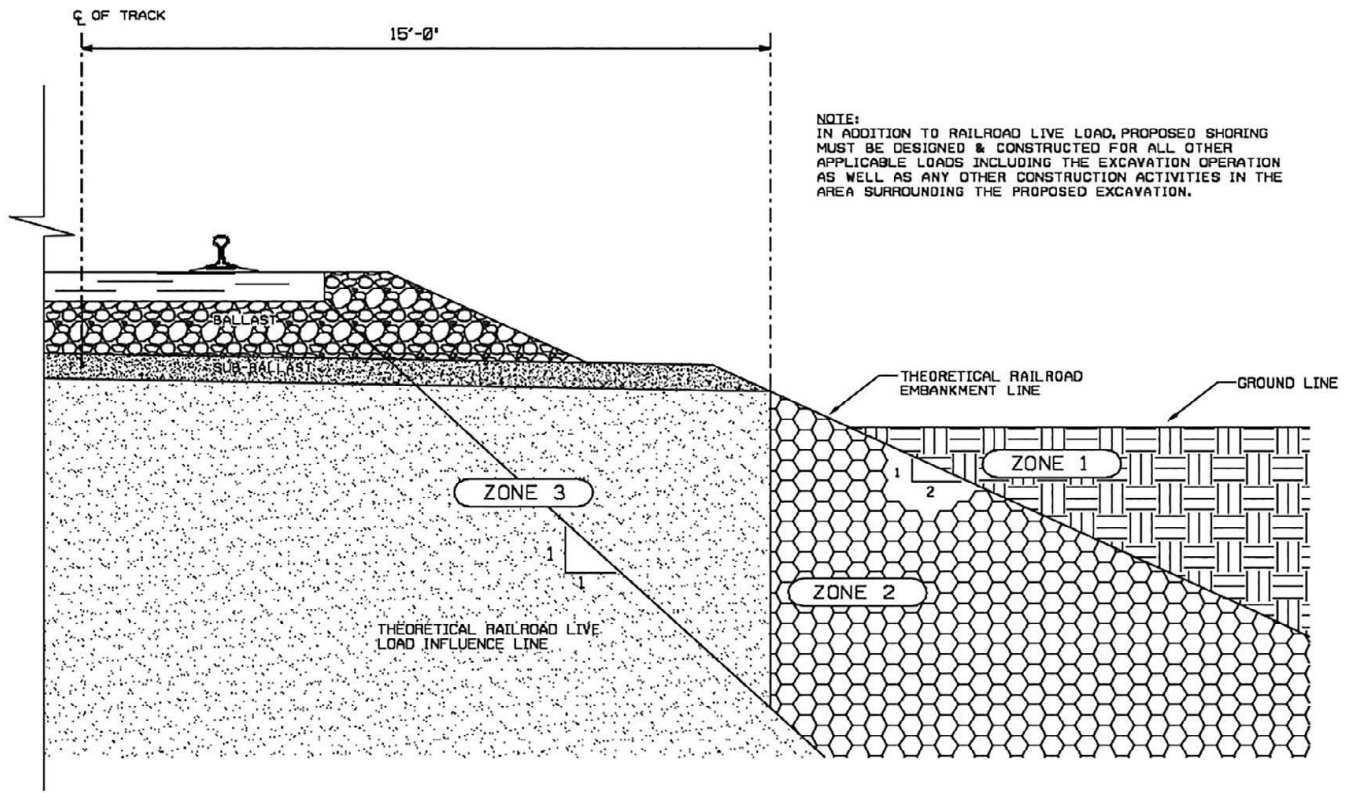 ℄ OF TRACK
15'-0"
NOTE:
IN ADDITION TO RAILROAD LIVE LOAD, PROPOSED SHORING
MUST BE DESIGNED & CONSTRUCTED FOR ALL OTHER
APPLICABLE LOADS INCLUDING THE EXCAVATION OPERATION
AS WELL AS ANY OTHER CONSTRUCTION ACTIVITIES IN THE
AREA SURROUNDING THE PROPOSED EXCAVATION.
BALLAST
SUB-BALLAST
THEORETICAL RAILROAD
EMBANKMENT LINE
GROUND LINE
ZONE 1
1
2
ZONE 3
1
1
ZONE 2
THEORETICAL RAILROAD LIVE
LOAD INFLUENCE LINE